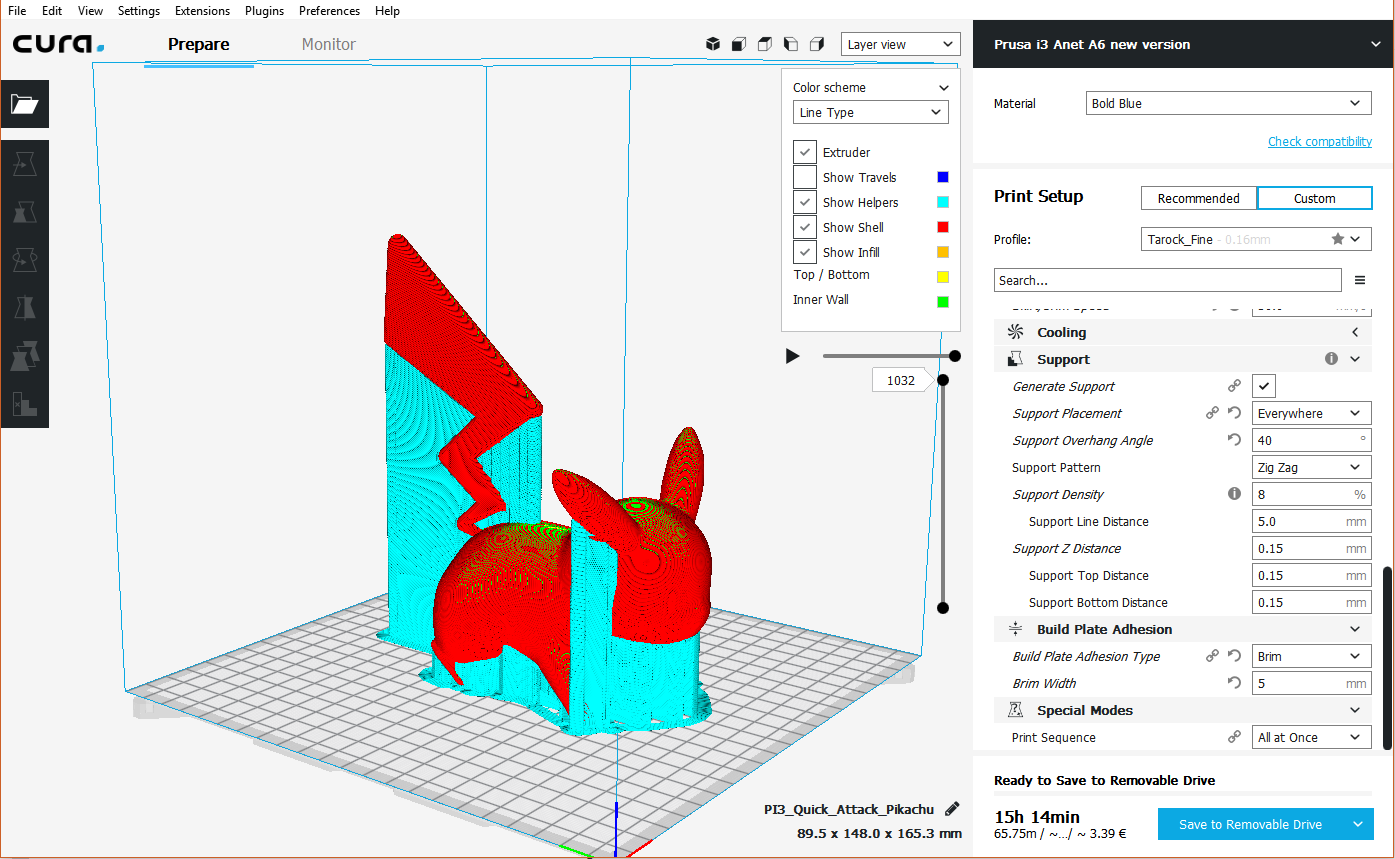 File Edit View Settings Extensions Plugins Preferences Help
cura.
Prepare Monitor
Layer view
Color scheme
Line Type
Extruder
Show Travels
Show Helpers
Show Shell
Show Infill
Top / Bottom
Inner Wall
1032
PI3_Quick_Attack_Pikachu
89.5 x 148.0 x 165.3 mm
Prusa i3 Anet A6 new version
Material Bold Blue
Check compatibility
Print Setup Recommended Custom
Profile: Tarock_Fine - 0.16mm
Search...
Cooling
Support
Generate Support
Support Placement Everywhere
Support Overhang Angle 40 °
Support Pattern Zig Zag
Support Density 8 %
Support Line Distance 5.0 mm
Support Z Distance 0.15 mm
Support Top Distance 0.15 mm
Support Bottom Distance 0.15 mm
Build Plate Adhesion
Build Plate Adhesion Type Brim
Brim Width 5 mm
Special Modes
Print Sequence All at Once
Ready to Save to Removable Drive
15h 14min
65.75m / ~.../ ~ 3.39 €
Save to Removable Drive